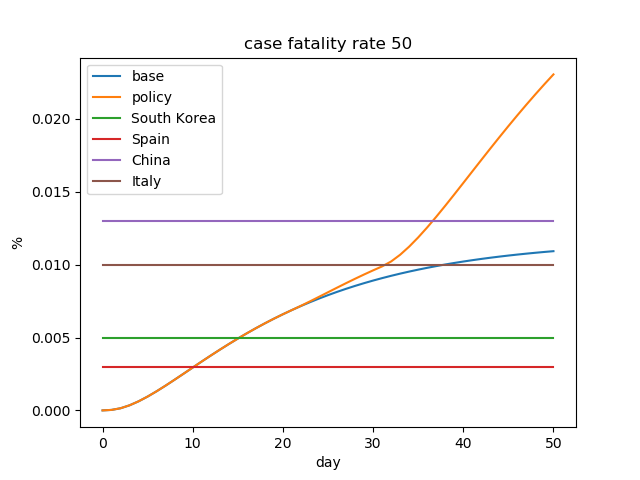 case fatality rate 50
base
policy
South Korea
Spain
China
Italy
0.020
0.015
0.010
0.005
0.000
%
0 10 20 30 40 50
day